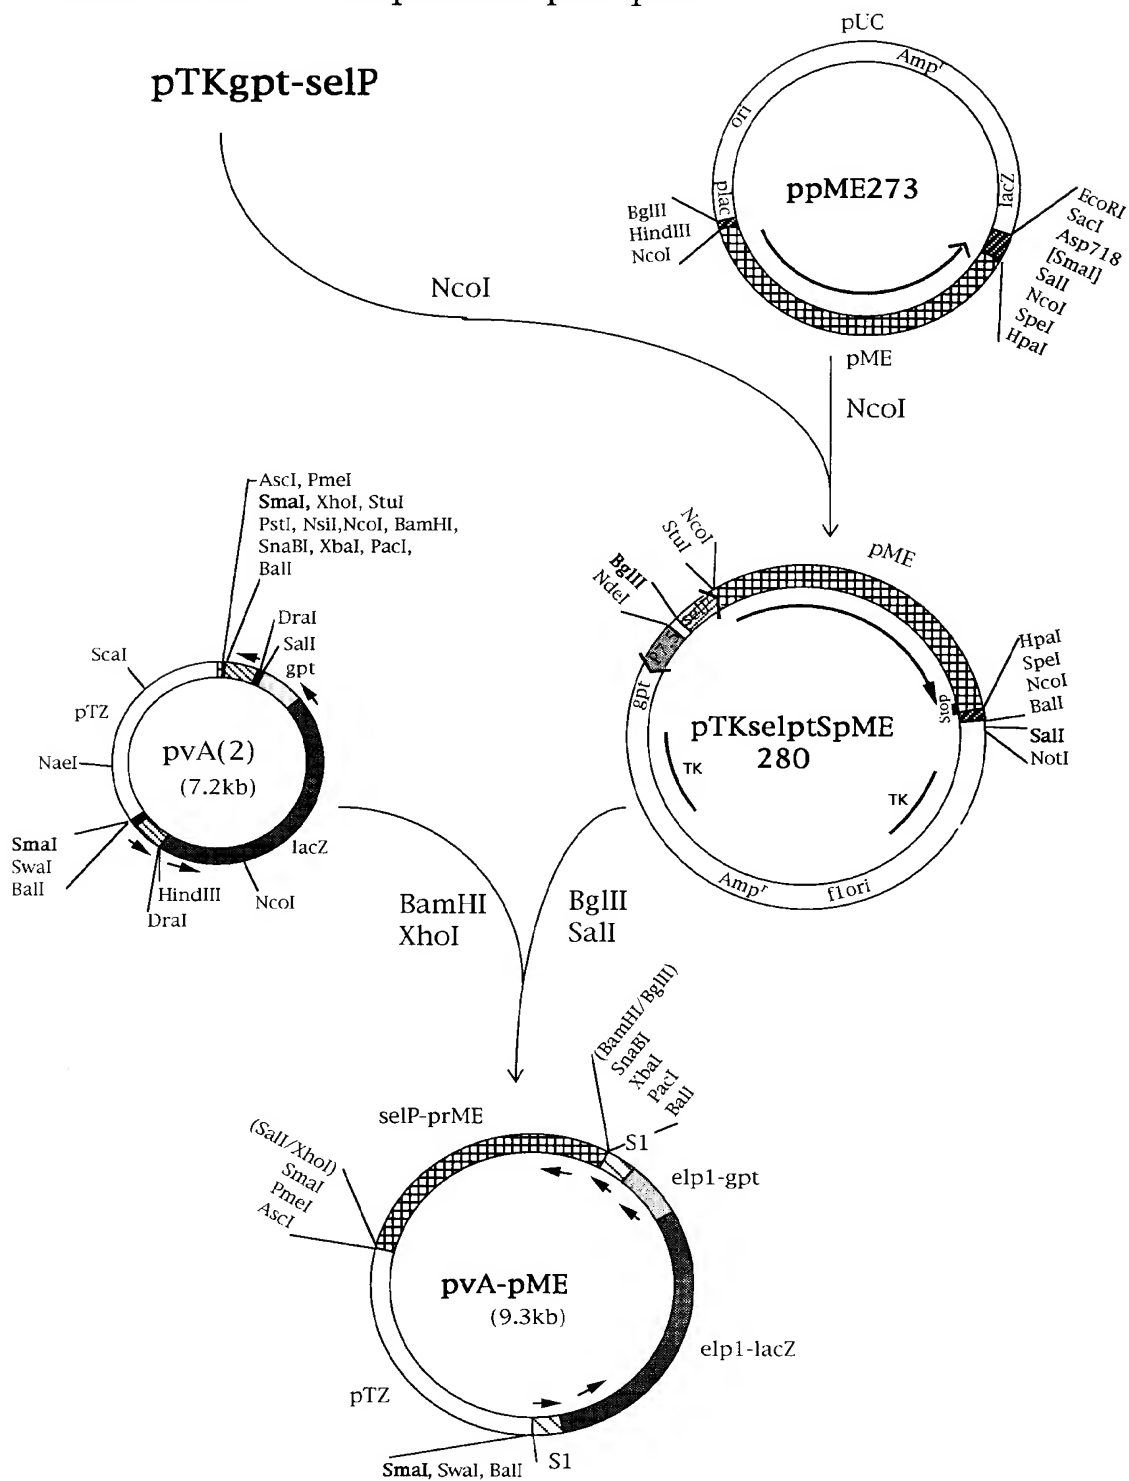 pUC
Ampr
ori
plac
lacZ
pTKgpt-selP
ppME273
BglII
HindIII
NcoI
EcoRI
SacI
Asp718
[SmaI]
SalI
NcoI
SpeI
HpaI
pME
NcoI
NcoI
AscI, PmeI
SmaI, XhoI, StuI
PstI, NsiI,NcoI, BamHI,
SnaBI, XbaI, PacI,
BalI
DraI
SalI
gpt
ScaI
pTZ
NaeI
pvA(2)
(7.2kb)
SmaI
SwaI
BalI
HindIII
DraI
NcoI
lacZ
NcoI
StuI
BglII
NdeI
pME
selP
P7.5
gpt
HpaI
SpeI
NcoI
BalI
SalI
NotI
Stop
pTKselptSpME
280
TK
TK
Ampr
f1ori
BamHI
XhoI
BglII
SalI
(BamHI/BglII)
SnaBI
XbaI
PacI
BalI
selP-prME
S1
elp1-gpt
(SalI/XhoI)
SmaI
PmeI
AscI
pvA-pME
(9.3kb)
elp1-lacZ
pTZ
S1
SmaI, SwaI, BalI